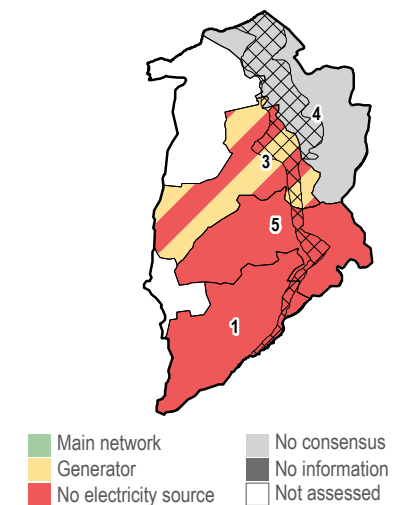 4
3
5
1
Main network
Generator
No electricity source
No consensus
No information
Not assessed